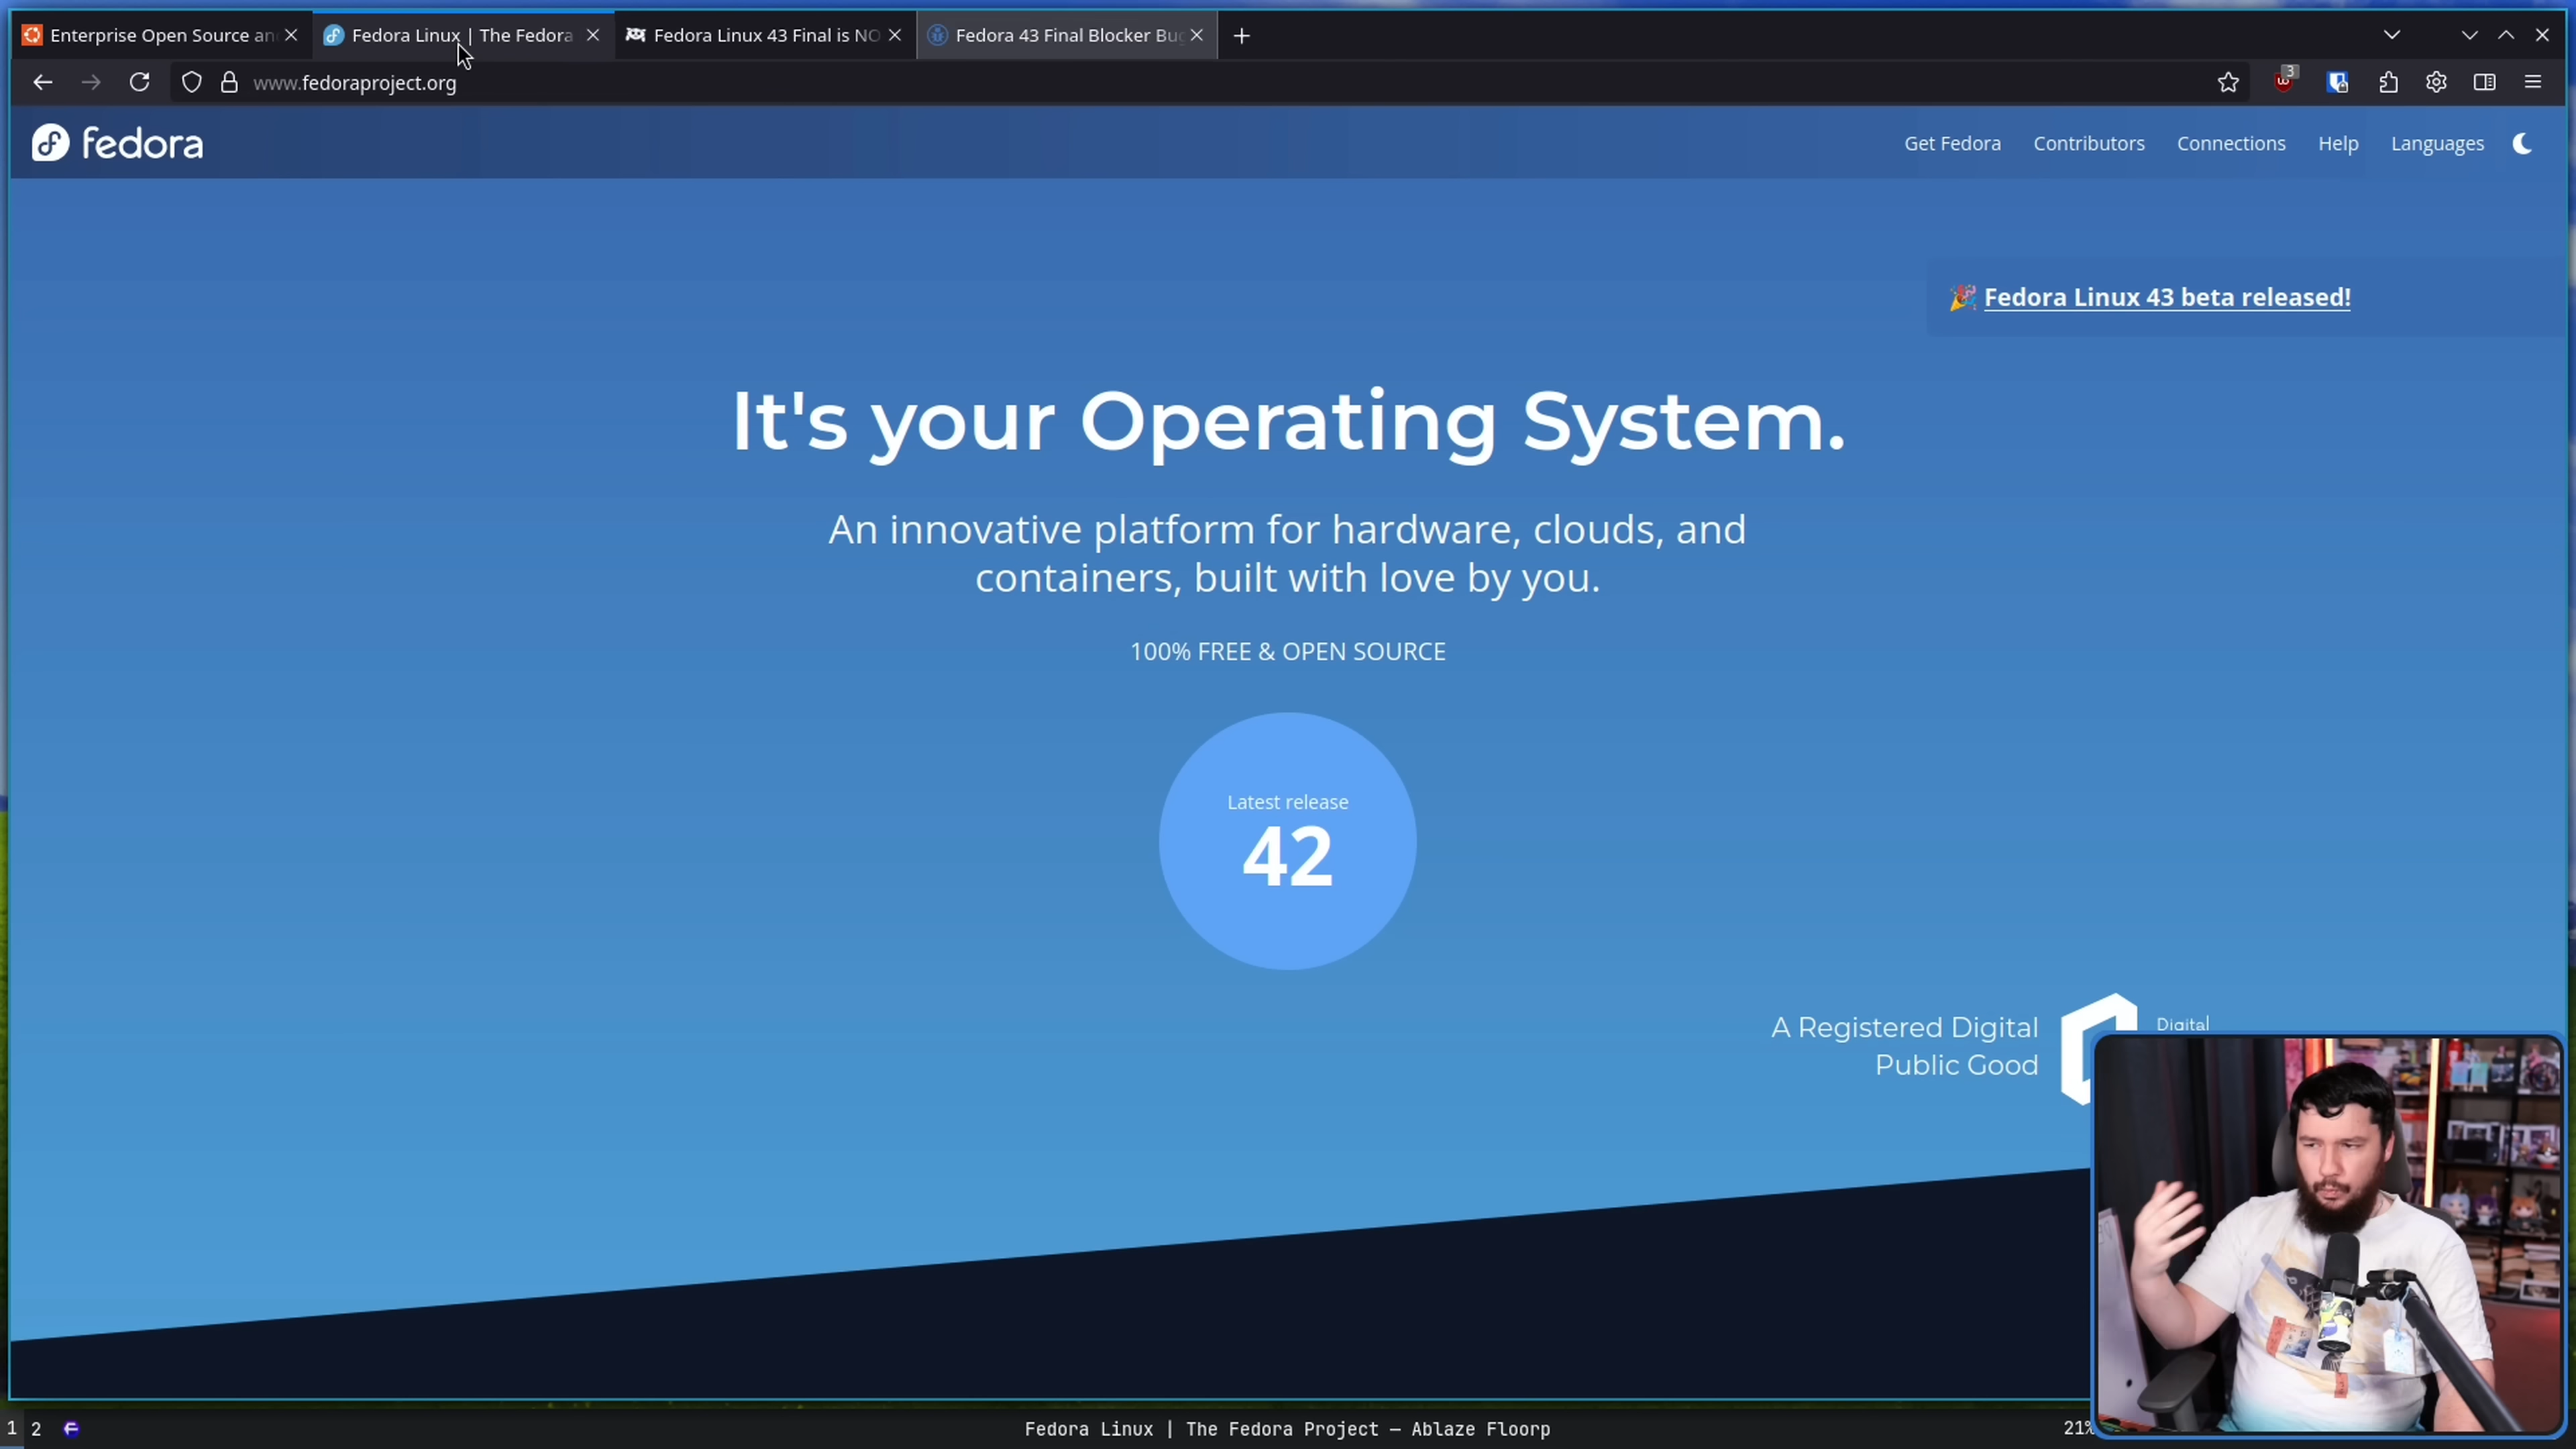 Enterprise Open Source an
Fedora Linux | The Fedora
Fedora Linux 43 Final is NO
Fedora 43 Final Blocker Bug
www.fedoraproject.org
3
fedora
Get Fedora
Contributors
Connections
Help
Languages
🎉 Fedora Linux 43 beta released!
It's your Operating System.
An innovative platform for hardware, clouds, and
containers, built with love by you.
100% FREE & OPEN SOURCE
Latest release
42
A Registered Digital
Public Good
Digital
1 2
Fedora Linux | The Fedora Project — Ablaze Floorp
21%